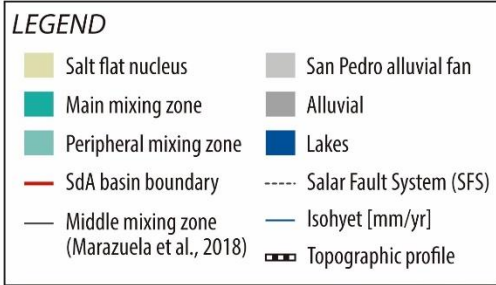 LEGEND
Salt flat nucleus
Main mixing zone
Peripheral mixing zone
SdA basin boundary
Middle mixing zone
(Marazuela et al., 2018)
San Pedro alluvial fan
Alluvial
Lakes
Salar Fault System (SFS)
Isohyet [mm/yr]
Topographic profile